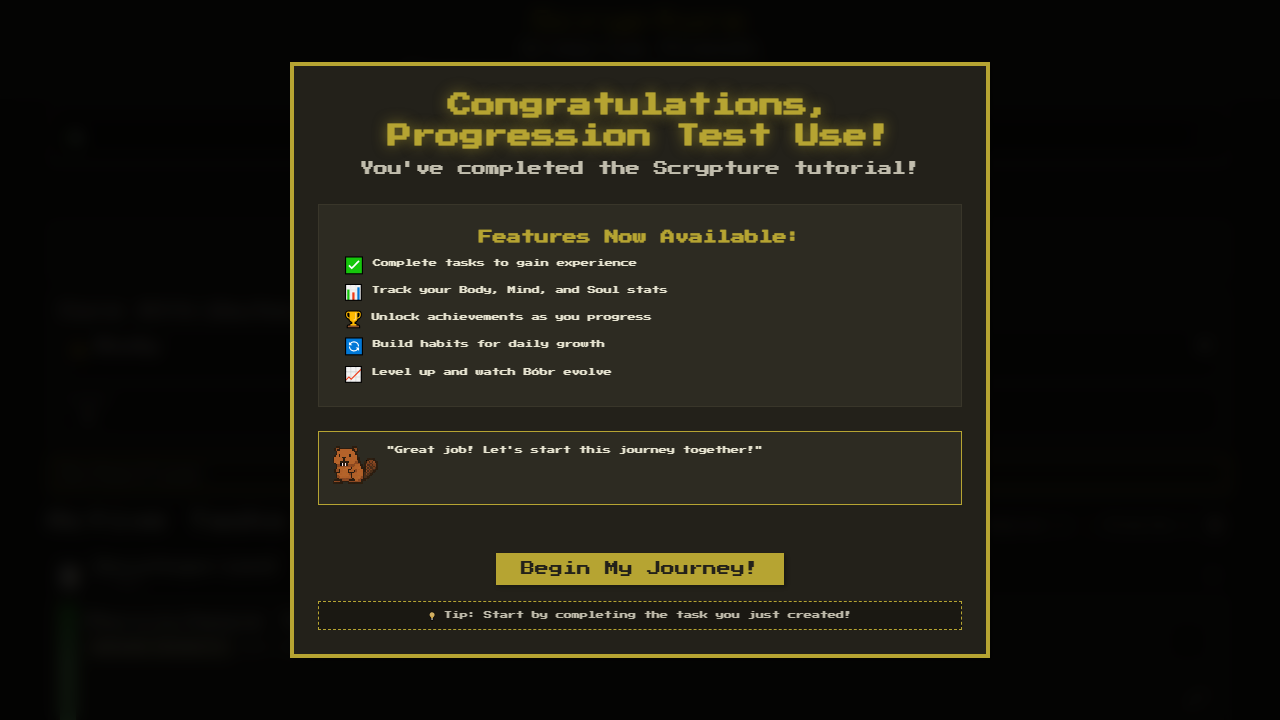 Congratulations,
Progression Test Use!
You've completed the Scrypture tutorial!
Features Now Available:
Complete tasks to gain experience
Track your Body, Mind, and Soul stats
Unlock achievements as you progress
Build habits for daily growth
Level up and watch Bóbr evolve
"Great job! Let's start this journey together!"
Begin My Journey!
Tip: Start by completing the task you just created!